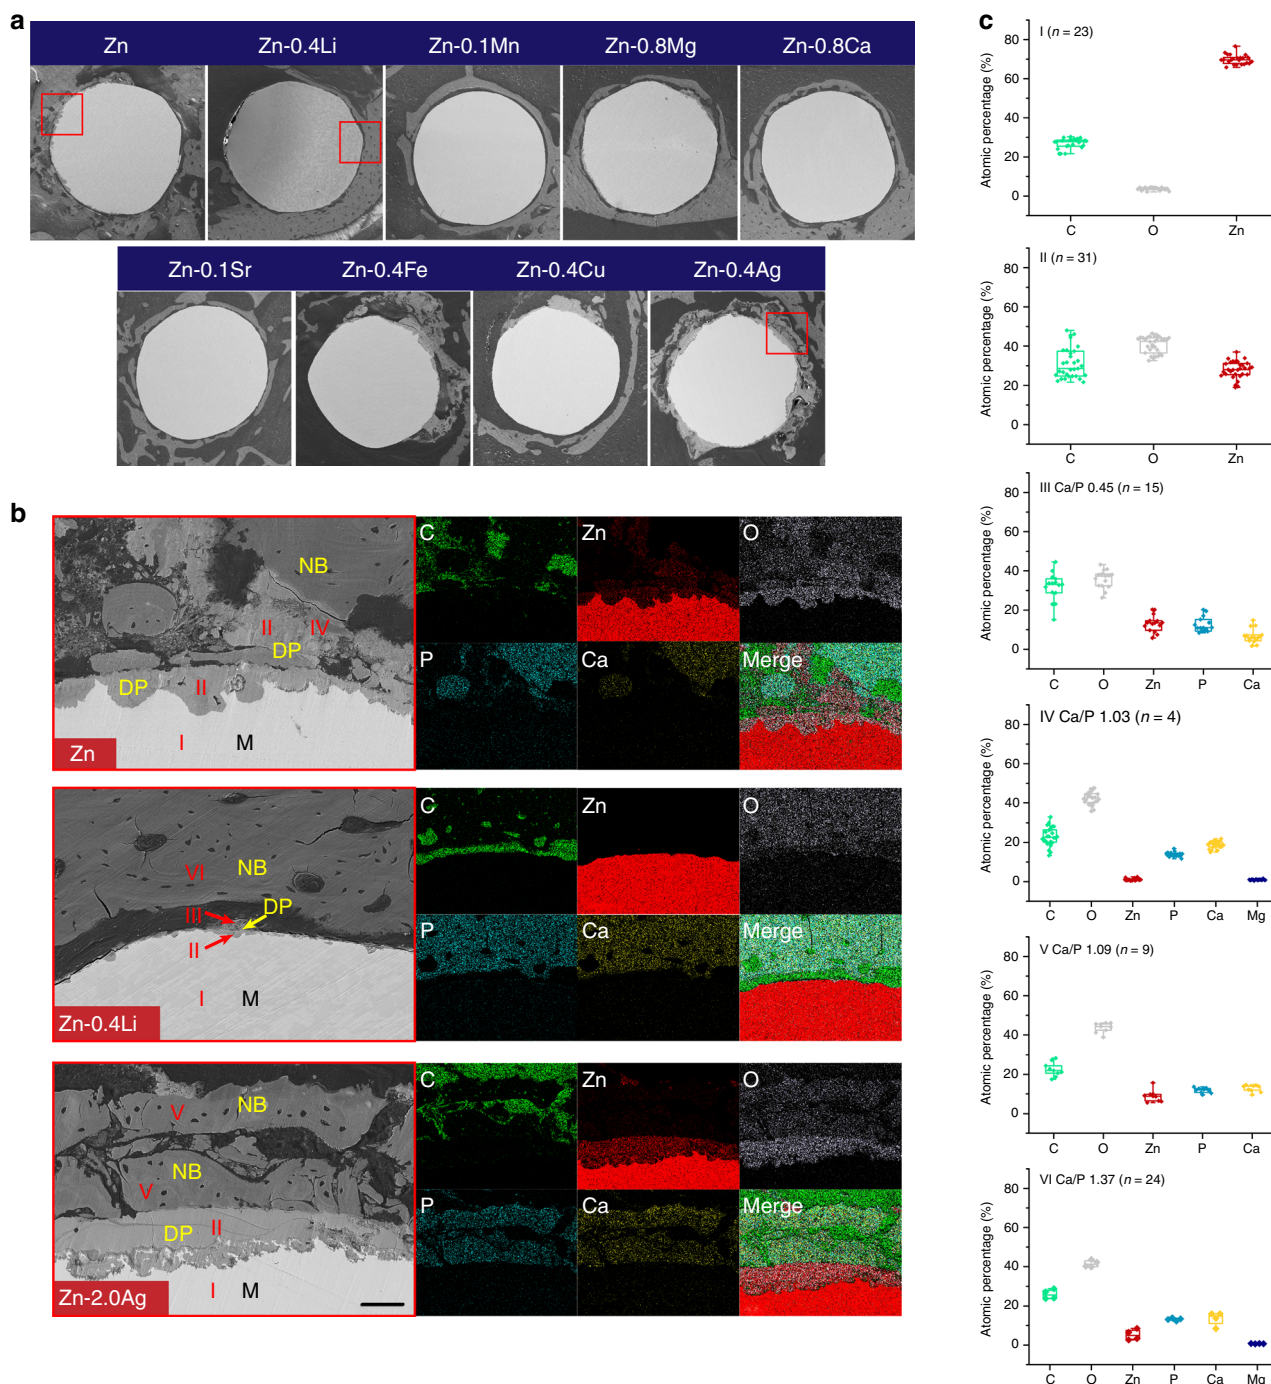 a
Zn Zn-0.4Li Zn-0.1Mn Zn-0.8Mg Zn-0.8Ca
Zn-0.1Sr Zn-0.4Fe Zn-0.4Cu Zn-0.4Ag
b
NB
II IV
DP
DP II
I M
Zn
C Zn O
P Ca Merge
VI NB
III DP
II
I M
Zn-0.4Li
C Zn O
P Ca Merge
V NB
NB
V
DP II
I M
Zn-2.0Ag
C Zn O
P Ca Merge
c
I (n = 23)
Atomic percentage (%)
80
60
40
20
0
C O Zn
II (n = 31)
Atomic percentage (%)
80
60
40
20
0
C O Zn
III Ca/P 0.45 (n = 15)
Atomic percentage (%)
80
60
40
20
0
C O Zn P Ca
IV Ca/P 1.03 (n = 4)
Atomic percentage (%)
80
60
40
20
0
C O Zn P Ca Mg
V Ca/P 1.09 (n = 9)
Atomic percentage (%)
80
60
40
20
0
C O Zn P Ca
VI Ca/P 1.37 (n = 24)
Atomic percentage (%)
80
60
40
20
0
C O Zn P Ca Mg